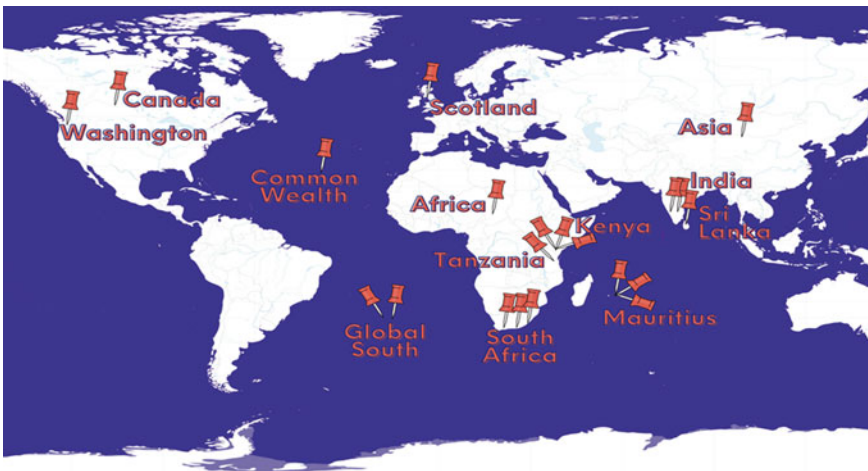 Canada
Washington
Scotland
Asia
Common
Wealth
Africa
India
Sri
Lanka
Kenya
Tanzania
Global
South
South
Africa
Mauritius